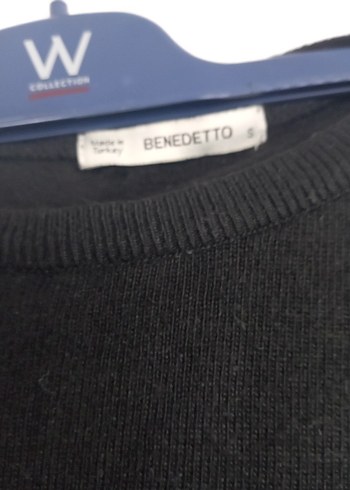 W
COLLECTION
made in
Turkey
BENEDETTO S